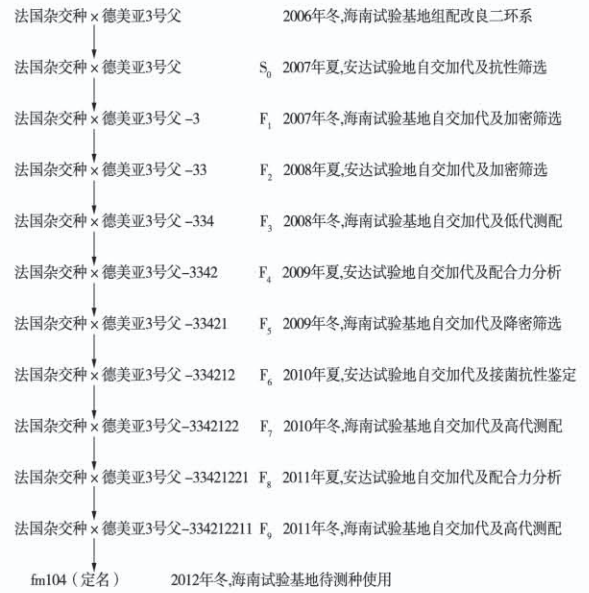 法国杂交种×德美亚3号父 2006年冬,海南试验基地组配改良二环系
法国杂交种×德美亚3号父 S0 2007年夏,安达试验地自交加代及抗性筛选
法国杂交种×德美亚3号父-3 F1 2007年冬,海南试验基地自交加代及加密筛选
法国杂交种×德美亚3号父-33 F2 2008年夏,安达试验地自交加代及加密筛选
法国杂交种×德美亚3号父-334 F3 2008年冬,海南试验基地自交加代及低代测配
法国杂交种×德美亚3号父-3342 F4 2009年夏,安达试验地自交加代及配合力分析
法国杂交种×德美亚3号父-33421 F5 2009年冬,海南试验基地自交加代及降密筛选
法国杂交种×德美亚3号父-334212 F6 2010年夏,安达试验地自交加代及接菌抗性鉴定
法国杂交种×德美亚3号父-3342122 F7 2010年冬,海南试验基地自交加代及高代测配
法国杂交种×德美亚3号父-33421221 F8 2011年夏,安达试验地自交加代及配合力分析
法国杂交种×德美亚3号父-334212211 F9 2011年冬,海南试验基地自交加代及高代测配
fm104(定名) 2012年冬,海南试验基地待测种使用